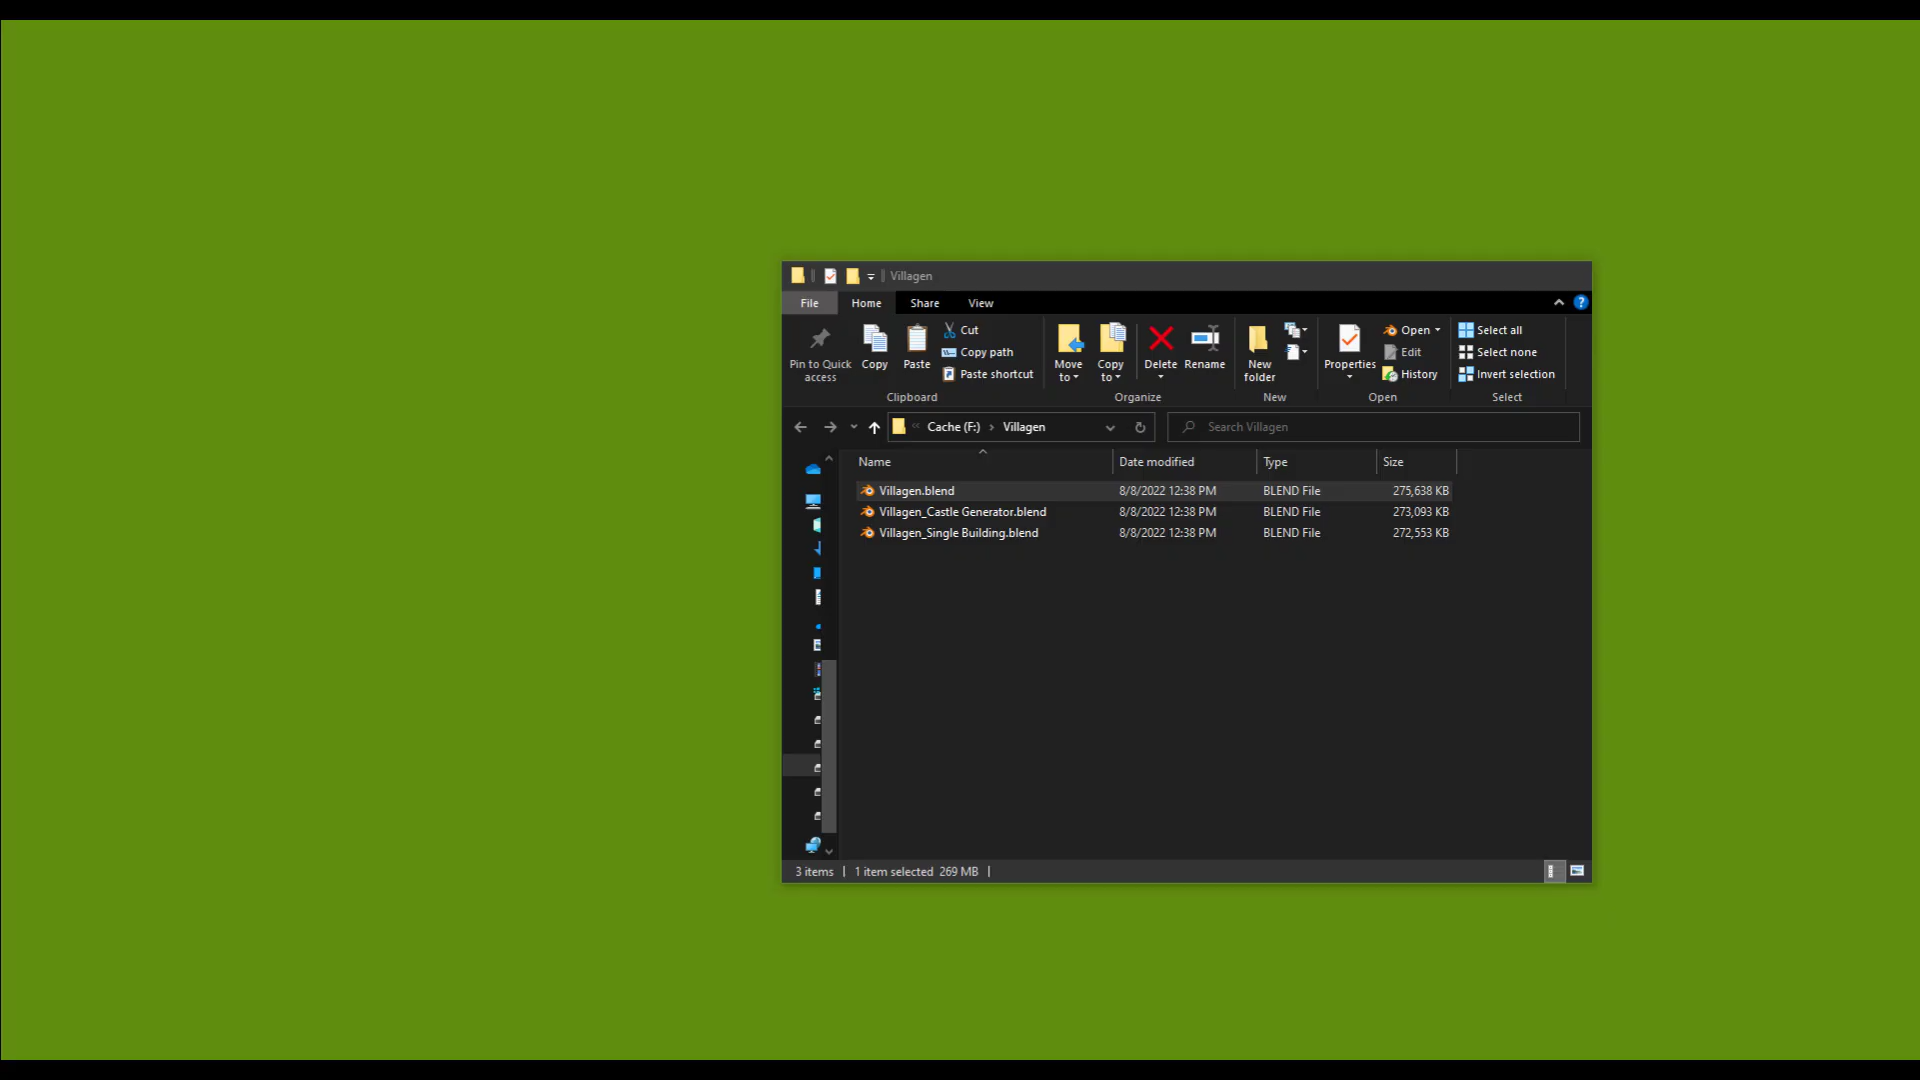 Villagen
File Home Share View
Pin to Quick access
Copy
Paste
Cut
Copy path
Paste shortcut
Clipboard
Move to
Copy to
Delete
Rename
Organize
New folder
New
Properties
Open
Edit
History
Open
Select all
Select none
Invert selection
Select
Cache (F:) Villagen
Search Villagen
Name Date modified Type Size
Villagen.blend 8/8/2022 12:38 PM BLEND File 275,638 KB
Villagen_Castle Generator.blend 8/8/2022 12:38 PM BLEND File 273,093 KB
Villagen_Single Building.blend 8/8/2022 12:38 PM BLEND File 272,553 KB
3 items 1 item selected 269 MB